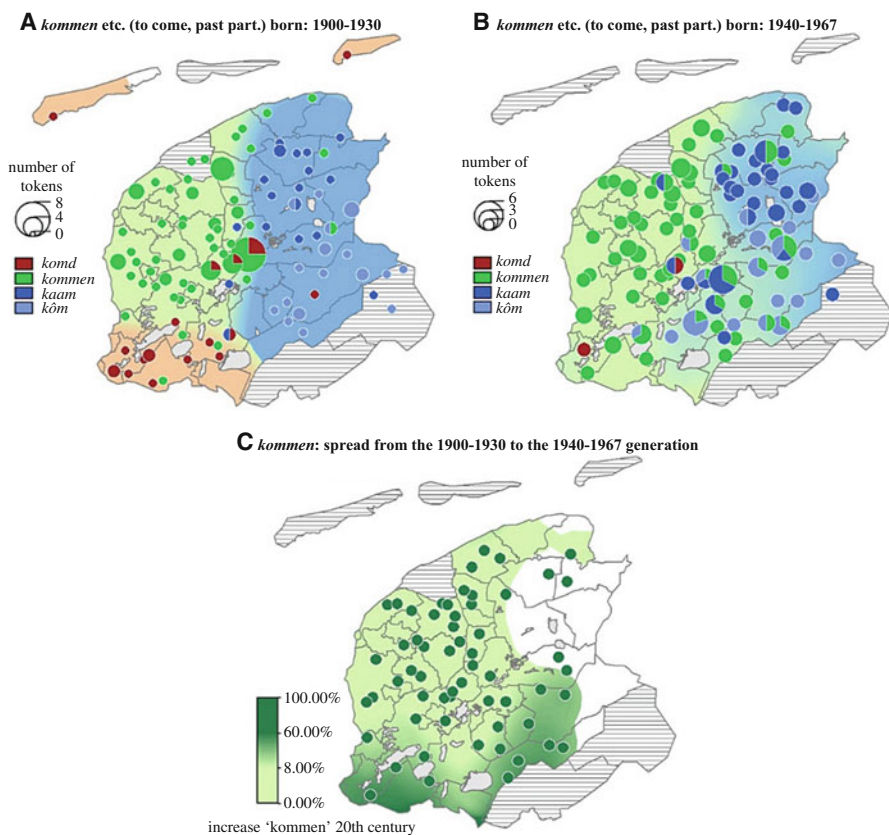 A kommen etc. (to come, past part.) born: 1900-1930
number of
tokens
8
4
0
komd
kommen
kaam
kôm
B kommen etc. (to come, past part.) born: 1940-1967
number of
tokens
6
3
0
komd
kommen
kaam
kôm
C kommen: spread from the 1900-1930 to the 1940-1967 generation
100.00%
60.00%
8.00%
0.00%
increase ‘kommen’ 20th century